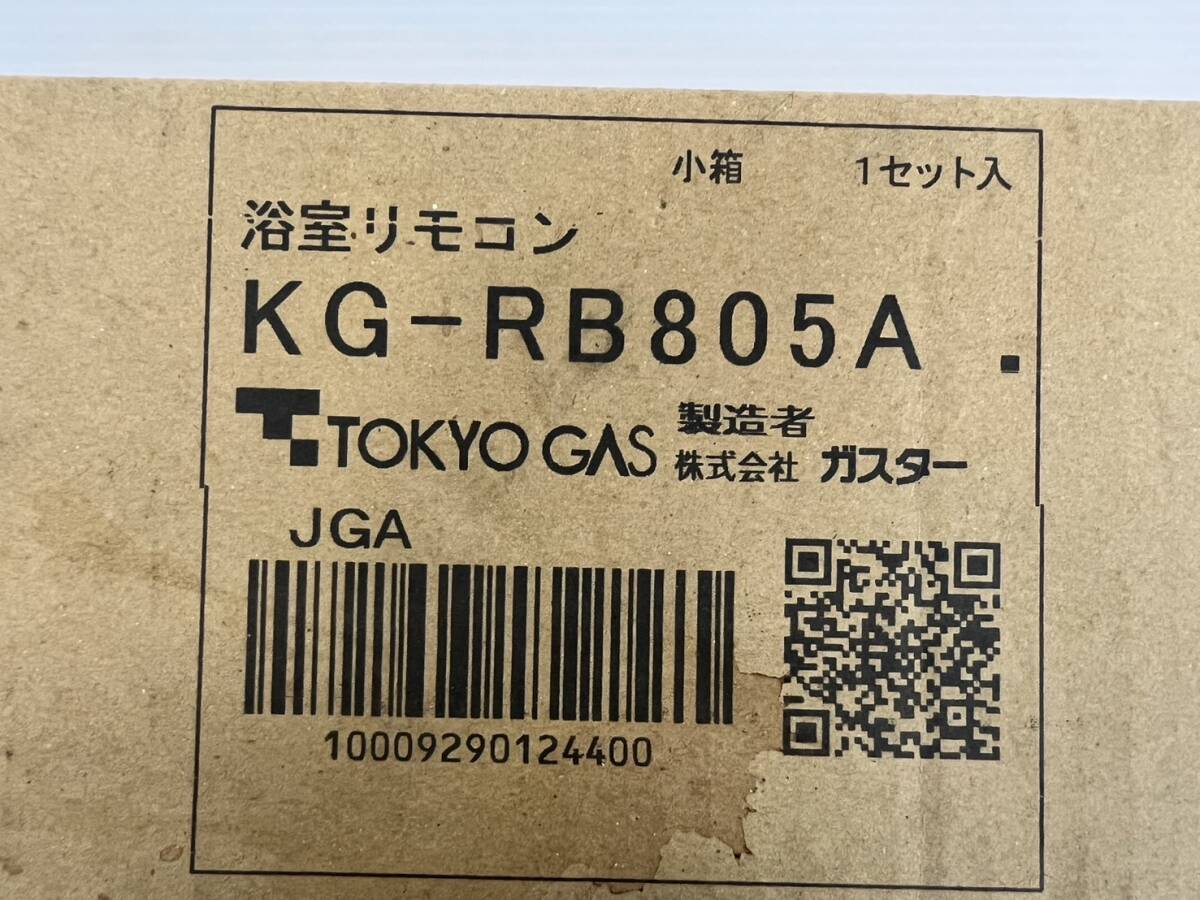 小箱 1セット入
浴室リモコン
KG-RB805A .
TOKYO GAS 製造者
株式会社 ガスター
JGA
10009290124400